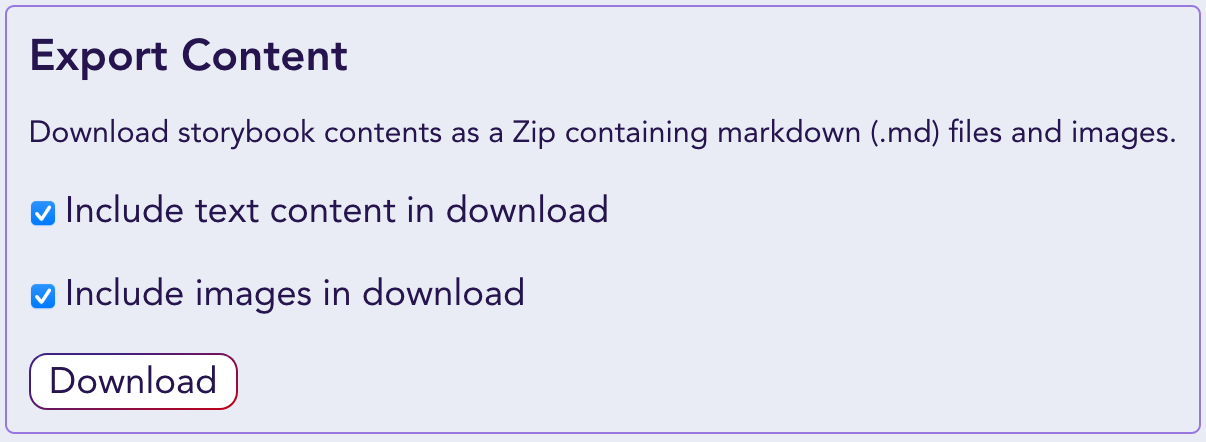 Export Content
Download storybook contents as a Zip containing markdown (.md) files and images.
Include text content in download
Include images in download
Download